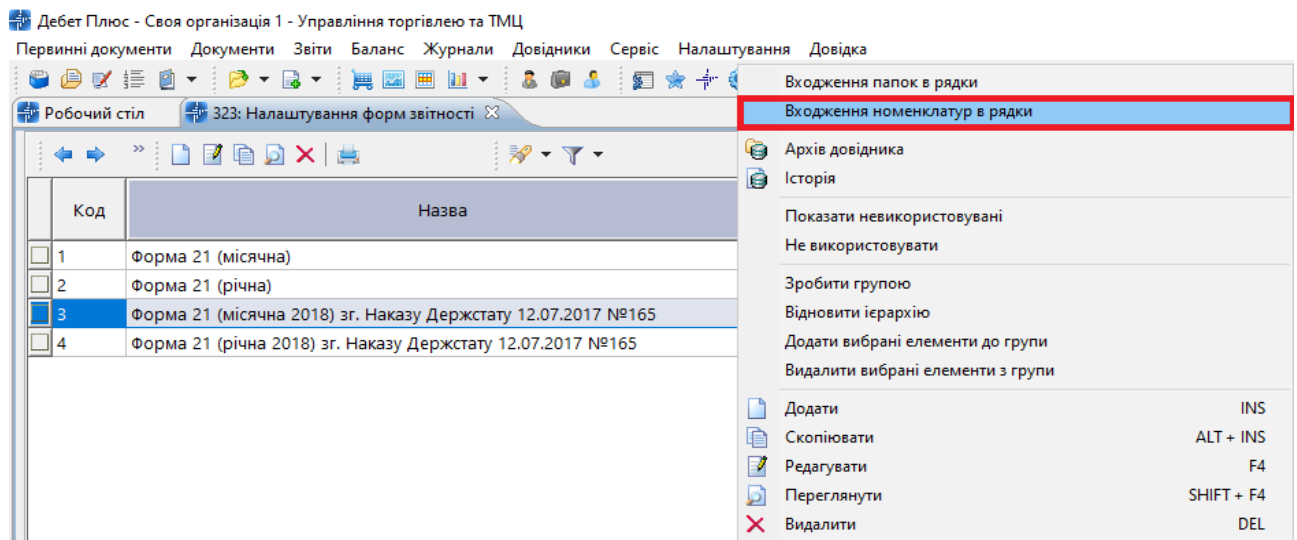 Дебет Плюс - Своя організація 1 - Управління торгівлею та ТМЦ
Первинні документи Документи Звіти Баланс Журнали Довідники Сервіс Налаштування Довідка
Робочий стіл 323: Налаштування форм звітності
Код Назва
1 Форма 21 (місячна)
2 Форма 21 (річна)
3 Форма 21 (місячна 2018) зг. Наказу Держстату 12.07.2017 №165
4 Форма 21 (річна 2018) зг. Наказу Держстату 12.07.2017 №165
Входження папок в рядки
Входження номенклатур в рядки
Архів довідника
Історія
Показати невикористовувані
Не використовувати
Зробити групою
Відновити ієрархію
Додати вибрані елементи до групи
Видалити вибрані елементи з групи
Додати INS
Скопіювати ALT + INS
Редагувати F4
Переглянути SHIFT + F4
Видалити DEL